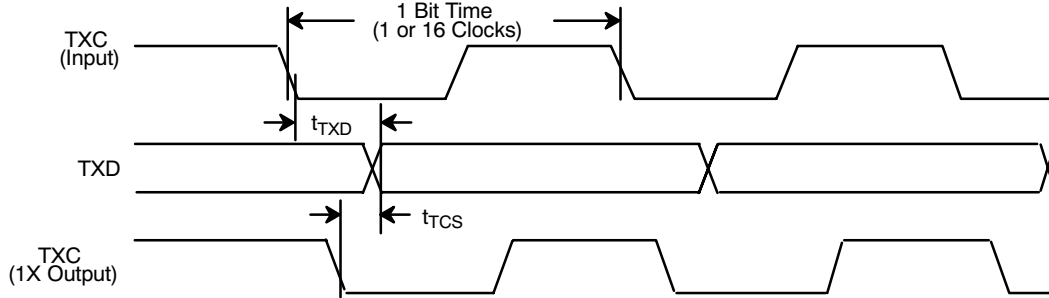 1 Bit Time
(1 or 16 Clocks)
TXC
(Input)
tTXD
TXD
tTCS
TXC
(1X Output)